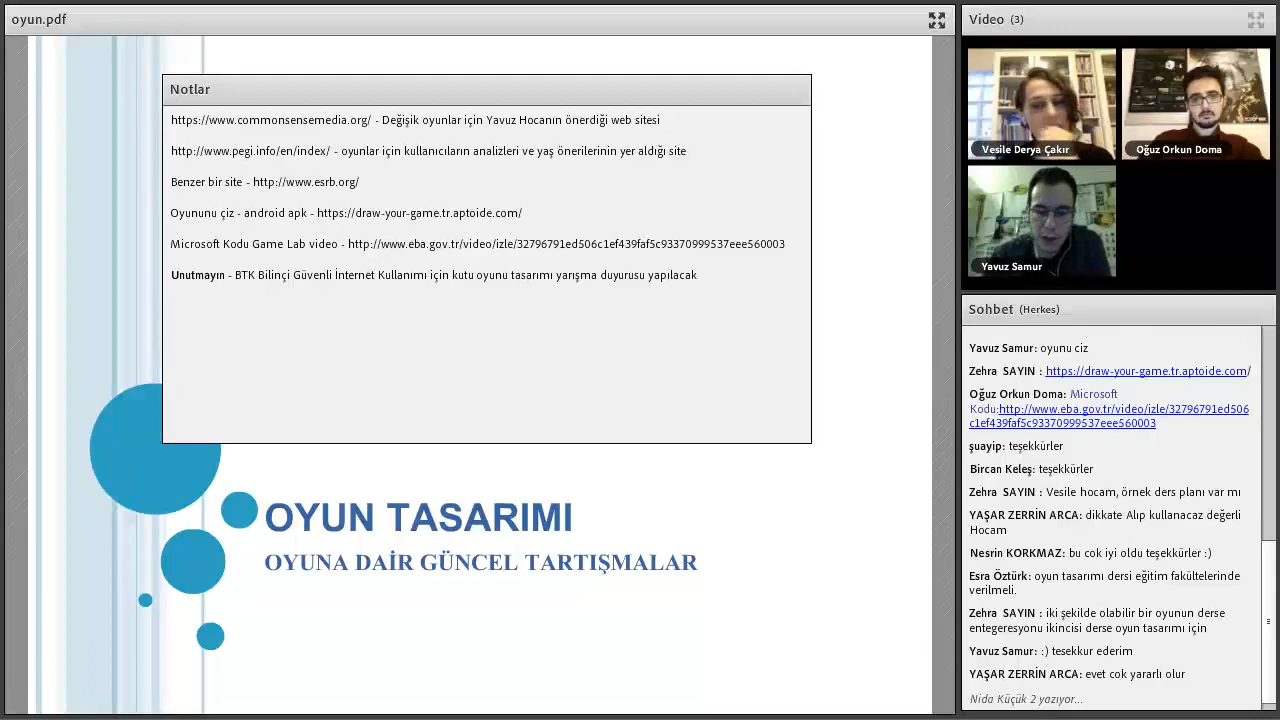 oyun.pdf
Notlar
https://www.commonsensemedia.org/ - Değişik oyunlar için Yavuz Hocanın önerdiği web sitesi
http://www.pegi.info/en/index/ - oyunlar için kullanıcıların analizleri ve yaş önerilerinin yer aldığı site
Benzer bir site - http://www.esrb.org/
Oyununu çiz - android apk - https://draw-your-game.tr.aptoide.com/
Microsoft Kodu Game Lab video - http://www.eba.gov.tr/video/izle/32796791ed506c1ef439faf5c93370999537eee560003
Unutmayın - BTK Bilinçi Güvenli İnternet Kullanımı için kutu oyunu tasarımı yarışma duyurusu yapılacak
OYUN TASARIMI
OYUNA DAİR GÜNCEL TARTIŞMALAR
Video (3)
Vesile Derya Çakır
Oğuz Orkun Doma
Yavuz Samur
Sohbet (Herkes)
Yavuz Samur: oyunu ciz
Zehra SAYIN : https://draw-your-game.tr.aptoide.com/
Oğuz Orkun Doma: Microsoft
Kodu:http://www.eba.gov.tr/video/izle/32796791ed506
c1ef439faf5c93370999537eee560003
şuayip: teşekkürler
Bircan Keleş: teşekkürler
Zehra SAYIN : Vesile hocam, örnek ders planı var mı
YAŞAR ZERRİN ARCA: dikkate Alıp kullanacaz değerli
Hocam
Nesrin KORKMAZ: bu cok iyi oldu teşekkürler :)
Esra Öztürk: oyun tasarımı dersi eğitim fakültelerinde
verilmeli.
Zehra SAYIN : iki şekilde olabilir bir oyunun derse
entegeresyonu ikincisi derse oyun tasarımı için
Yavuz Samur: :) tesekkur ederim
YAŞAR ZERRİN ARCA: evet cok yararlı olur
Nida Küçük 2 yazıyor...